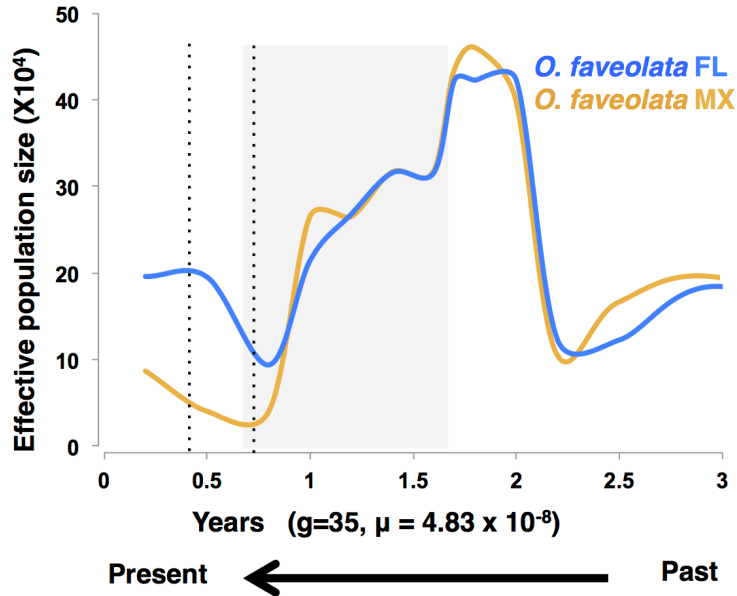 50
40
30
20
10
0
Effective population size (X10⁴)
O. faveolata FL
O. faveolata MX
0 0.5 1 1.5 2 2.5 3
Years (g=35, μ = 4.83 x 10⁻⁸)
Present Past